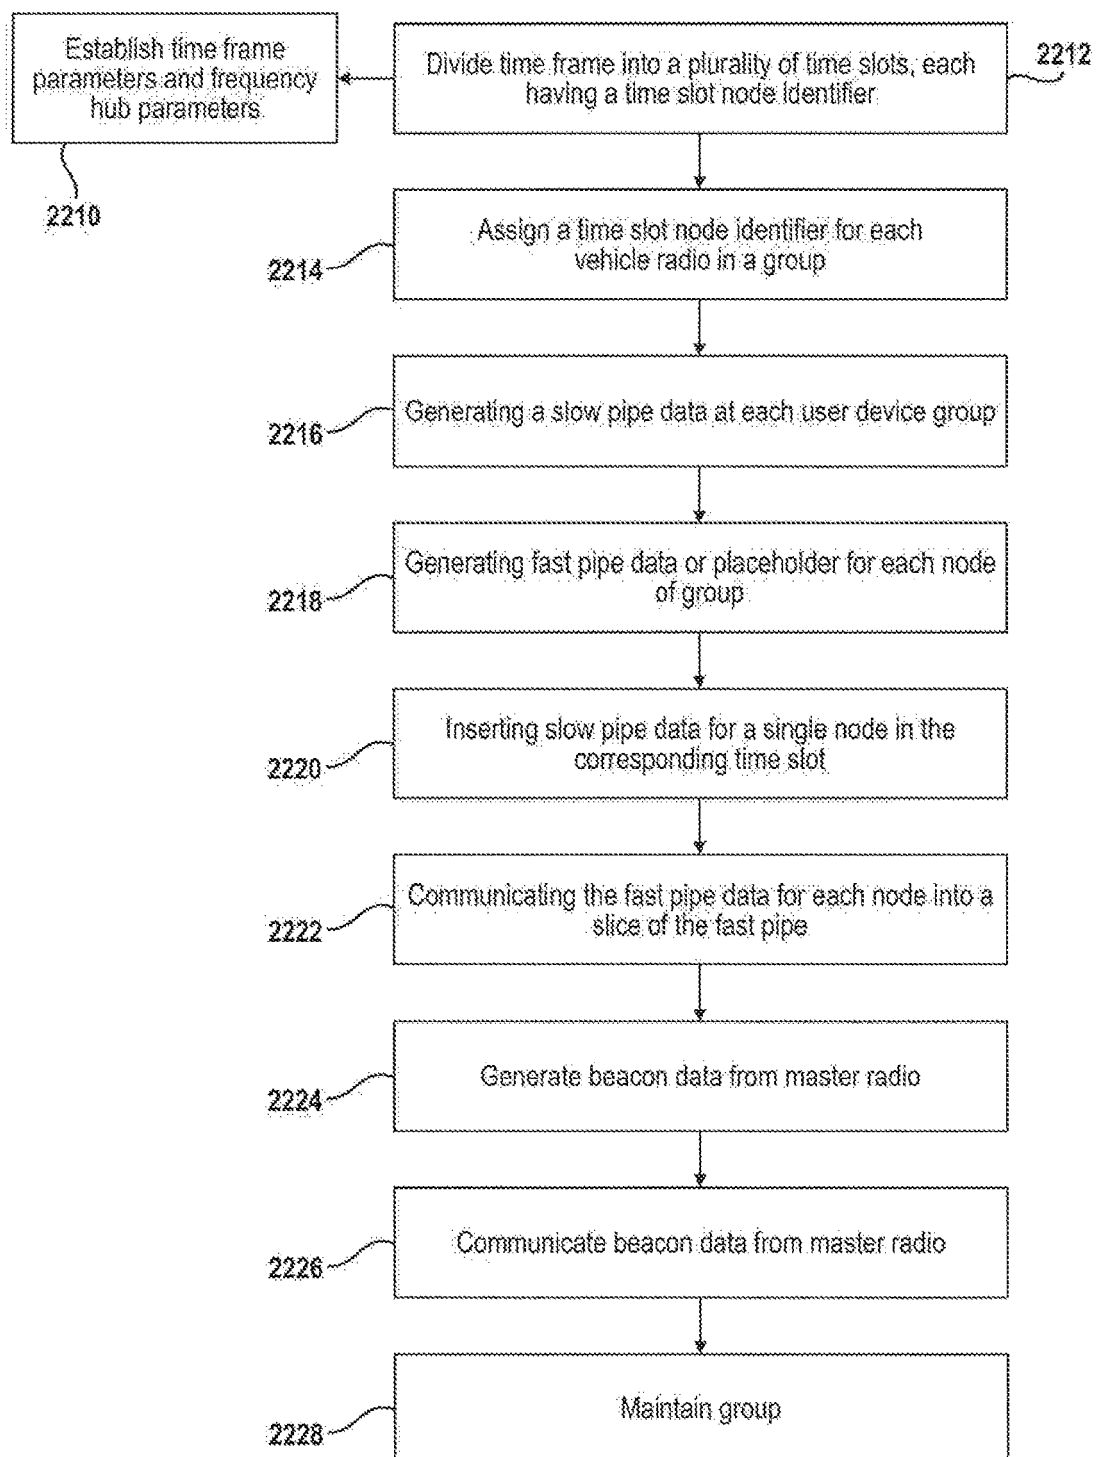 Establish time frame
parameters and frequency
hub parameters
2210
Divide time frame into a plurality of time slots, each
having a time slot node identifier
2212
Assign a time slot node identifier for each
vehicle radio in a group
2214
Generating a slow pipe data at each user device group
2216
Generating fast pipe data or placeholder for each node
of group
2218
Inserting slow pipe data for a single node in the
corresponding time slot
2220
Communicating the fast pipe data for each node into a
slice of the fast pipe
2222
Generate beacon data from master radio
2224
Communicate beacon data from master radio
2226
Maintain group
2228